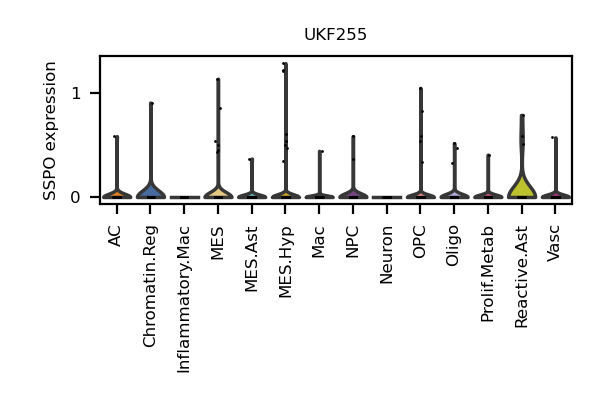 UKF255
SSPO expression
1
0
AC
Chromatin.Reg
Inflammatory.Mac
MES
MES.Ast
MES.Hyp
Mac
NPC
Neuron
OPC
Oligo
Prolif.Metab
Reactive.Ast
Vasc